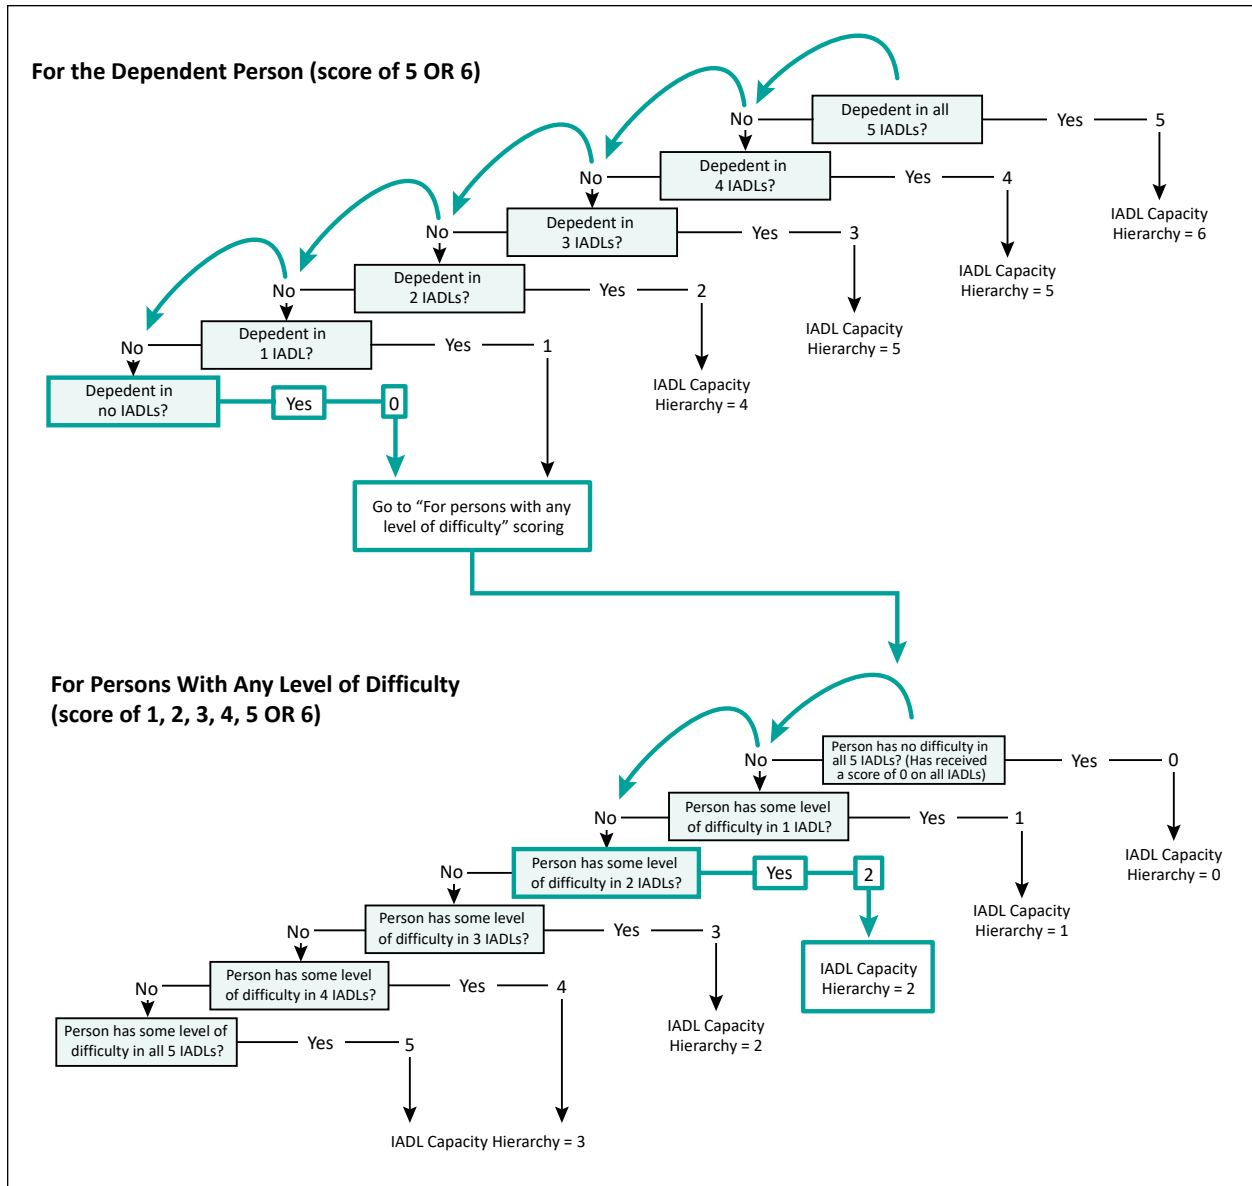 For the Dependent Person (score of 5 OR 6)
Depedent in all
5 IADLs?
No
Yes
5
IADL Capacity
Hierarchy = 6
Depedent in
4 IADLs?
No
Yes
4
IADL Capacity
Hierarchy = 5
Depedent in
3 IADLs?
No
Yes
3
IADL Capacity
Hierarchy = 5
Depedent in
2 IADLs?
No
Yes
2
IADL Capacity
Hierarchy = 4
Depedent in
1 IADL?
No
Yes
1
Depedent in
no IADLs?
Yes
0
Go to “For persons with any
level of difficulty” scoring
For Persons With Any Level of Difficulty
(score of 1, 2, 3, 4, 5 OR 6)
Person has no difficulty in
all 5 IADLs? (Has received
a score of 0 on all IADLs)
No
Yes
0
IADL Capacity
Hierarchy = 0
Person has some level
of difficulty in 1 IADL?
No
Yes
1
IADL Capacity
Hierarchy = 1
Person has some level
of difficulty in 2 IADLs?
No
Yes
2
IADL Capacity
Hierarchy = 2
Person has some level
of difficulty in 3 IADLs?
No
Yes
3
IADL Capacity
Hierarchy = 2
Person has some level
of difficulty in 4 IADLs?
No
Yes
4
Person has some level of
difficulty in all 5 IADLs?
Yes
5
IADL Capacity Hierarchy = 3